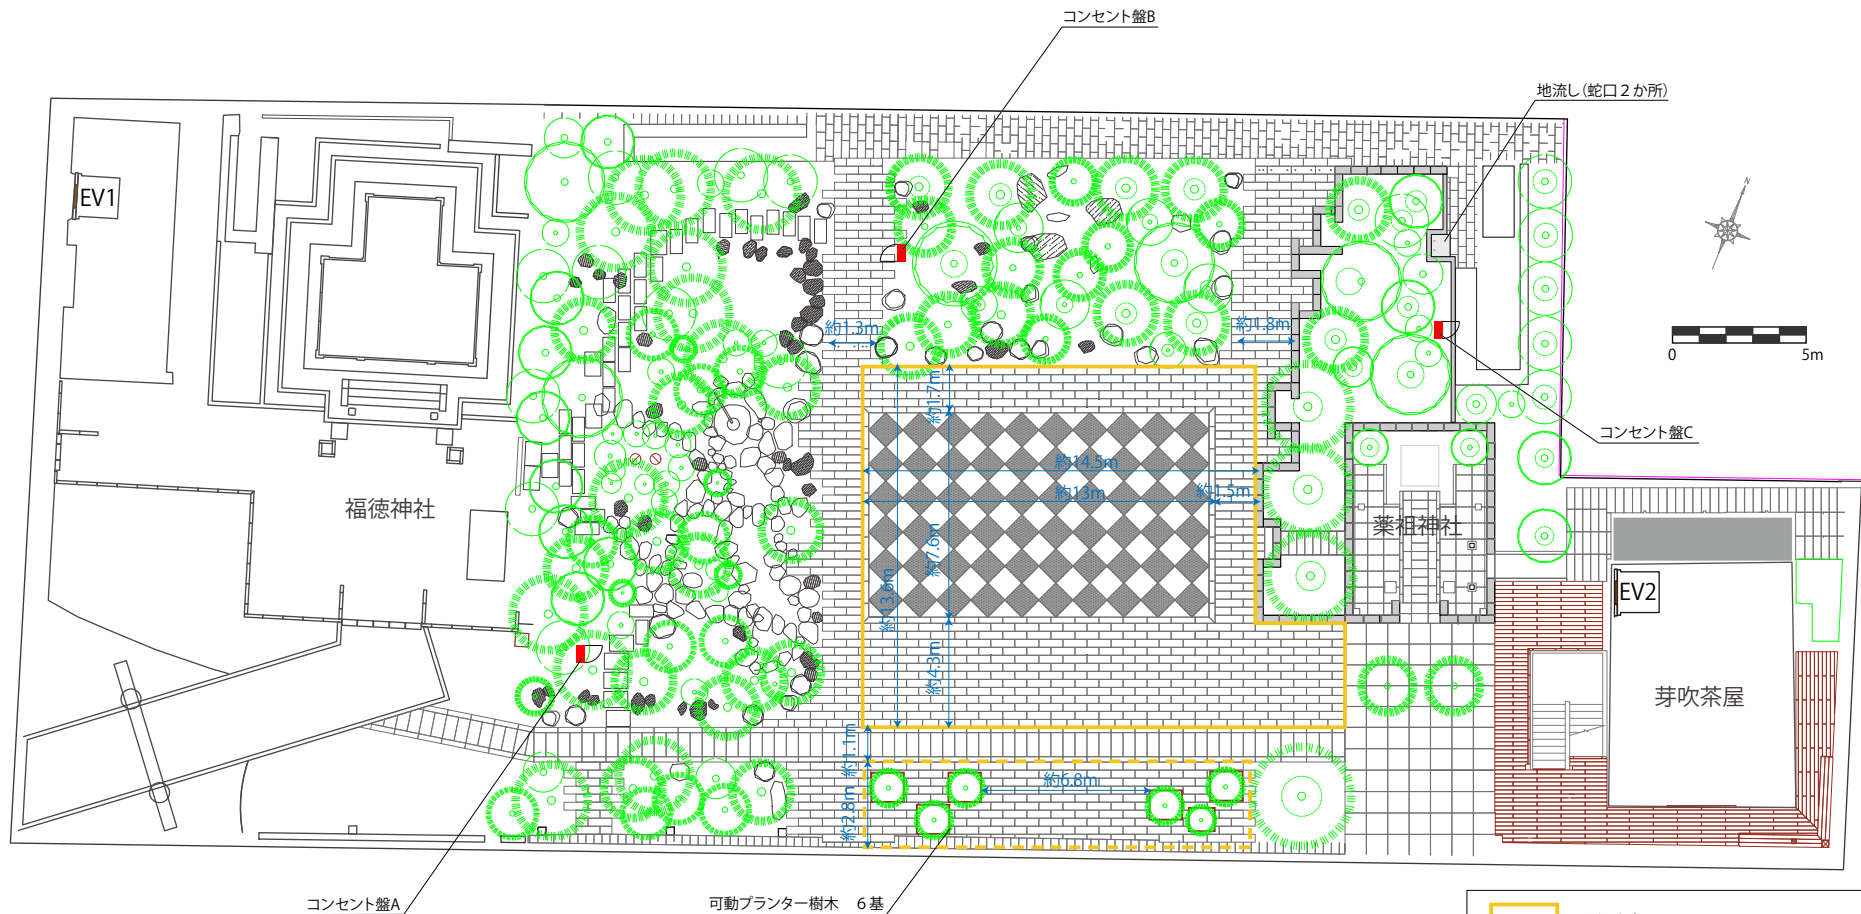 コンセント盤B
地流し(蛇口２か所)
EV1
N
約1.3m
約1.8m
0 5m
約1.7m
コンセント盤C
約14.5m
約13m
約1.5m
福徳神社
薬祖神社
約7.6m
約13.6m
EV2
約4.3m
芽吹茶屋
約1.1m
約6.8m
約2.8m
コンセント盤A
可動プランター樹木　６基